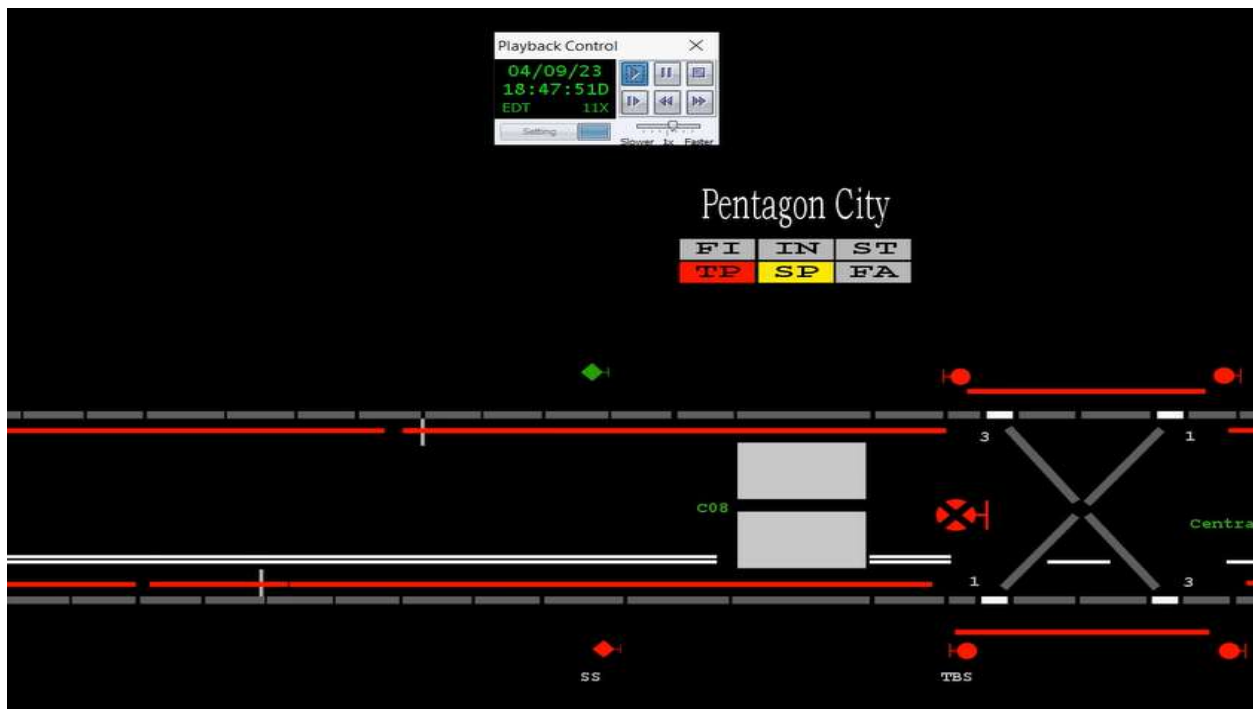 Playback Control
04/09/23
18:47:51D
EDT 11X
Setting
Slower 1x Faster
Pentagon City
FI IN ST
TP SP FA
3 1
C08
Centra
1 3
SS
TBS